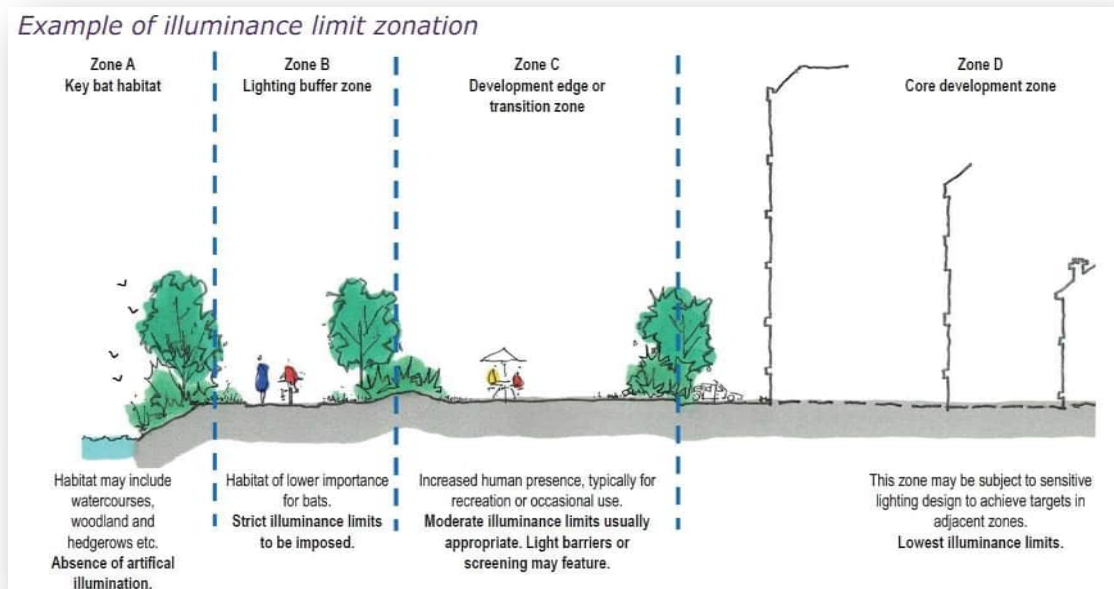 Example of illuminance limit zonation
Zone A
Key bat habitat
Zone B
Lighting buffer zone
Zone C
Development edge or
transition zone
Zone D
Core development zone
Habitat may include
watercourses,
woodland and
hedgerows etc.
Absence of artifical
illumination.
Habitat of lower importance
for bats.
Strict illuminance limits
to be imposed.
Increased human presence, typically for
recreation or occasional use.
Moderate illuminance limits usually
appropriate. Light barriers or
screening may feature.
This zone may be subject to sensitive
lighting design to achieve targets in
adjacent zones.
Lowest illuminance limits.